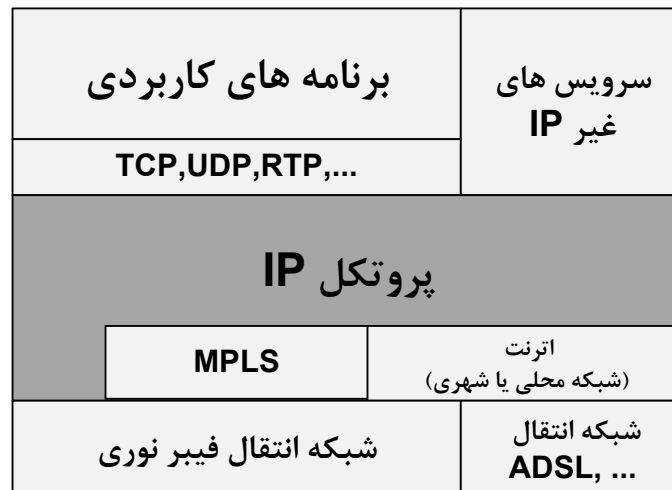 برنامه های کاربردی
سرویس های
غیر IP
TCP,UDP,RTP,...
پروتکل IP
MPLS
اترنت
(شبکه محلی یا شهری)
شبکه انتقال فیبر نوری
شبکه انتقال
ADSL, ...